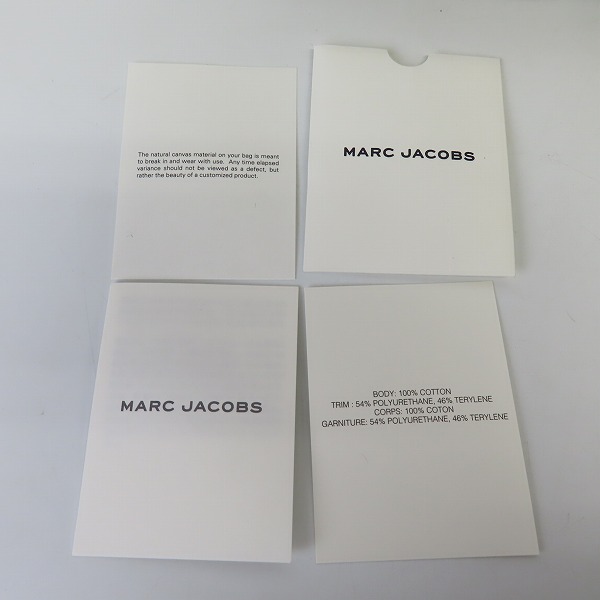 The natural canvas material on your bag is meant
to break in and wear with use. Any time elapsed
variance should not be viewed as a defect, but
rather the beauty of a customized product.
MARC JACOBS
MARC JACOBS
BODY: 100% COTTON
TRIM : 54% POLYURETHANE, 46% TERYLENE
CORPS: 100% COTON
GARNITURE: 54% POLYURETHANE, 46% TERYLENE